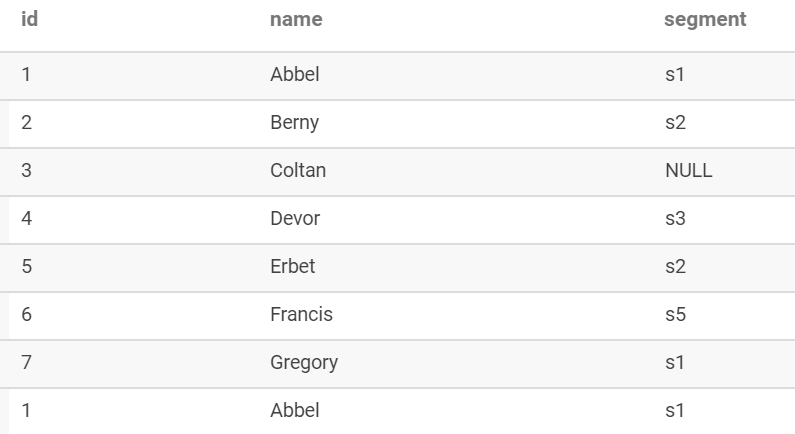 id name segment
1 Abbel s1
2 Berny s2
3 Coltan NULL
4 Devor s3
5 Erbet s2
6 Francis s5
7 Gregory s1
1 Abbel s1